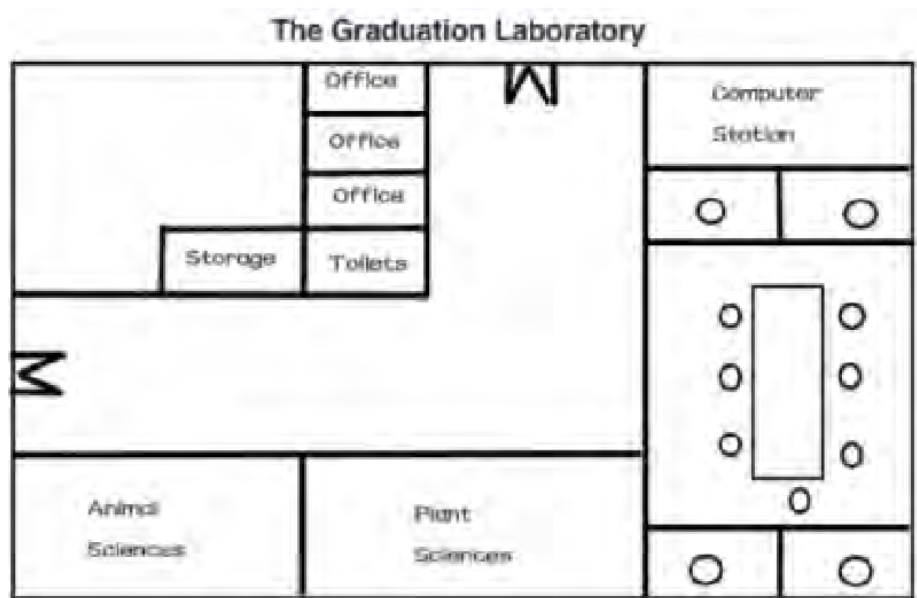 The Graduation Laboratory
Office
Computer
Station
Office
Office
Storage
Toilets
Animal
Sciences
Plant
Sciences